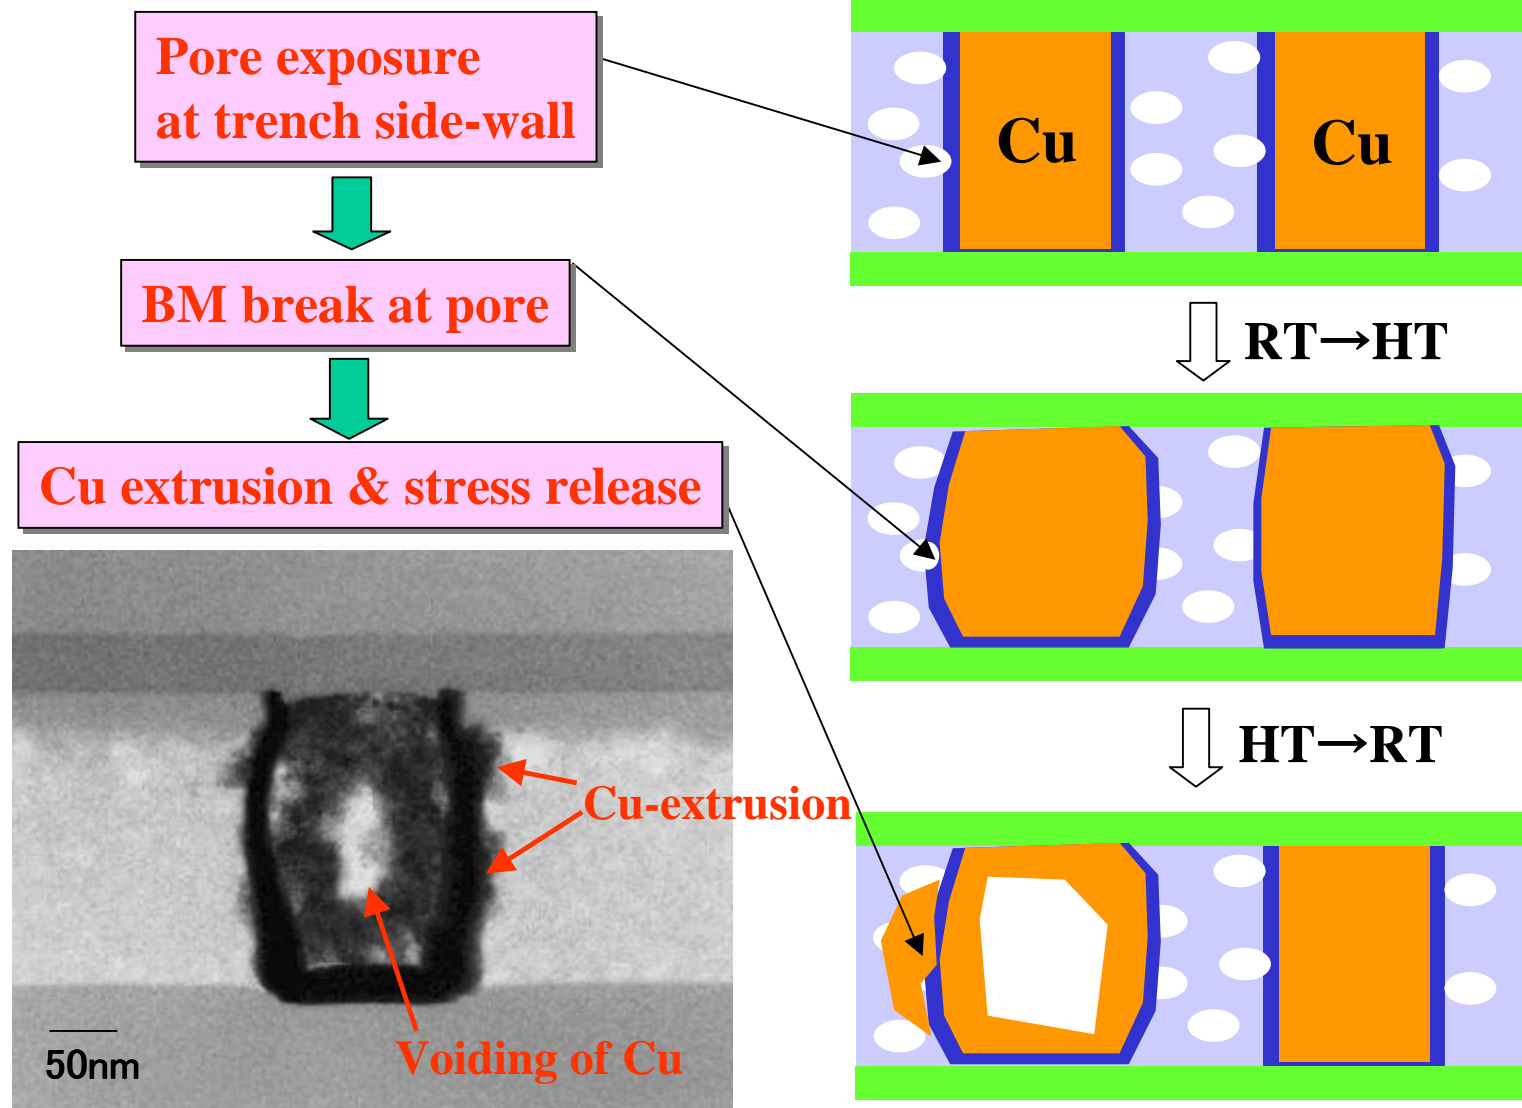 Pore exposure
at trench side-wall
BM break at pore
Cu extrusion & stress release
Cu-extrusion
Voiding of Cu
50nm
Cu
Cu
RT→HT
HT→RT